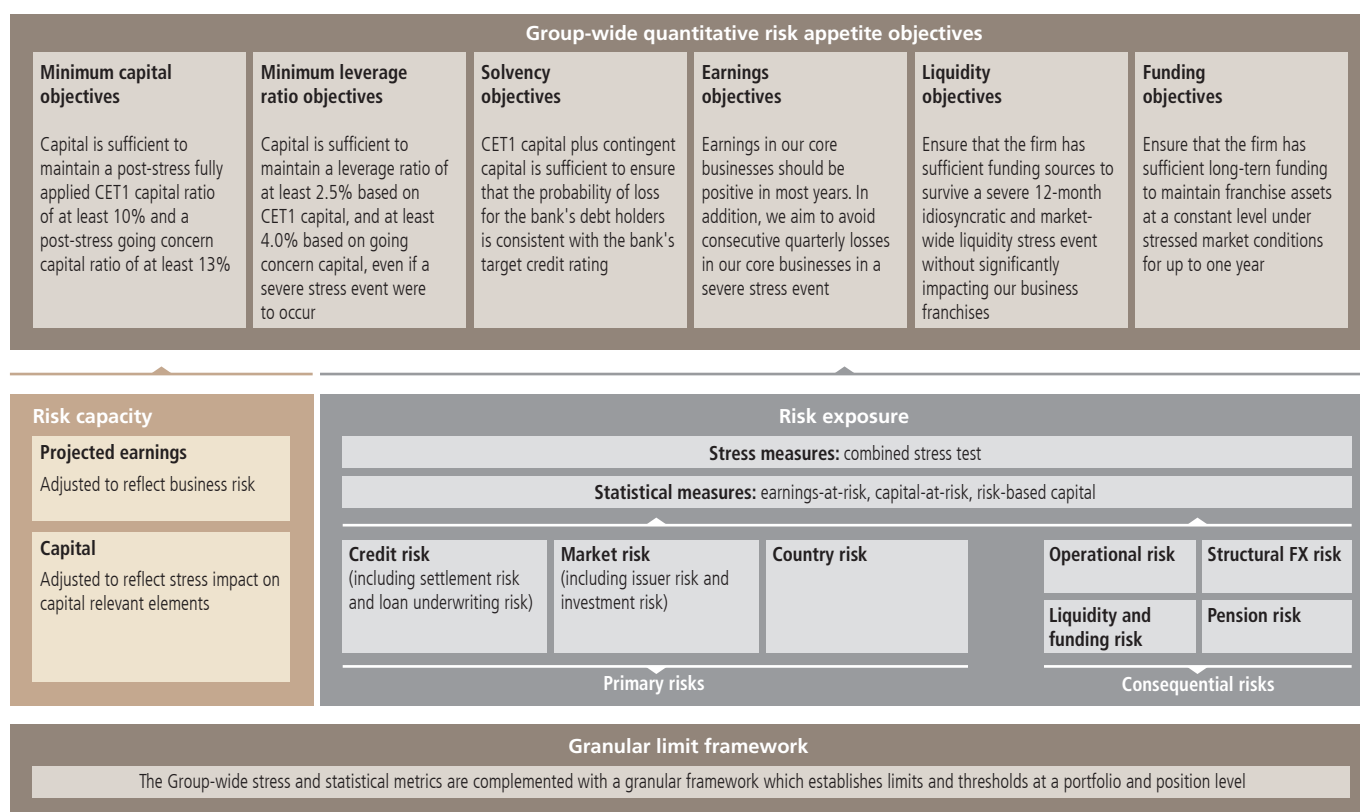 Group-wide quantitative risk appetite objectives
Minimum capital
objectives
Capital is sufficient to
maintain a post-stress fully
applied CET1 capital ratio
of at least 10% and a
post-stress going concern
capital ratio of at least 13%
Minimum leverage
ratio objectives
Capital is sufficient to
maintain a leverage ratio of
at least 2.5% based on
CET1 capital, and at least
4.0% based on going
concern capital, even if a
severe stress event were
to occur
Solvency
objectives
CET1 capital plus contingent
capital is sufficient to ensure
that the probability of loss
for the bank's debt holders
is consistent with the bank's
target credit rating
Earnings
objectives
Earnings in our core
businesses should be
positive in most years. In
addition, we aim to avoid
consecutive quarterly losses
in our core businesses in a
severe stress event
Liquidity
objectives
Ensure that the firm has
sufficient funding sources to
survive a severe 12-month
idiosyncratic and market-
wide liquidity stress event
without significantly
impacting our business
franchises
Funding
objectives
Ensure that the firm has
sufficient long-tern funding
to maintain franchise assets
at a constant level under
stressed market conditions
for up to one year
Risk capacity
Projected earnings
Adjusted to reflect business risk
Capital
Adjusted to reflect stress impact on
capital relevant elements
Risk exposure
Stress measures: combined stress test
Statistical measures: earnings-at-risk, capital-at-risk, risk-based capital
Credit risk
(including settlement risk
and loan underwriting risk)
Market risk
(including issuer risk and
investment risk)
Country risk
Primary risks
Operational risk
Structural FX risk
Liquidity and
funding risk
Pension risk
Consequential risks
Granular limit framework
The Group-wide stress and statistical metrics are complemented with a granular framework which establishes limits and thresholds at a portfolio and position level